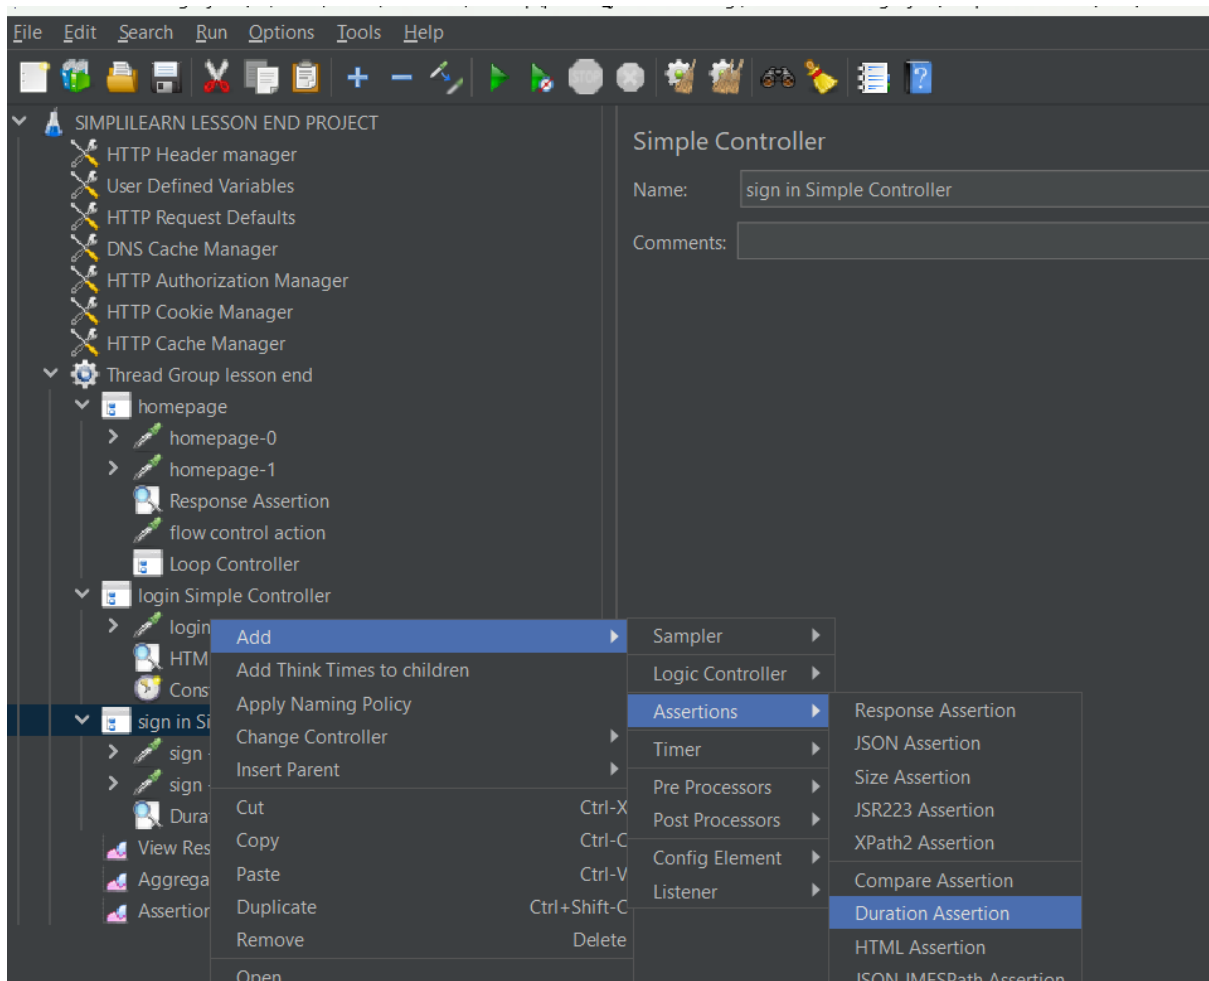 File Edit Search Run Options Tools Help
STOP
SIMPLILEARN LESSON END PROJECT
HTTP Header manager
User Defined Variables
HTTP Request Defaults
DNS Cache Manager
HTTP Authorization Manager
HTTP Cookie Manager
HTTP Cache Manager
Thread Group lesson end
homepage
homepage-0
homepage-1
Response Assertion
flow control action
Loop Controller
login Simple Controller
login
HTM
Cons
sign in Si
sign -
sign -
Dura
View Res
Aggrega
Assertion
Simple Controller
Name: sign in Simple Controller
Comments:
Add
Add Think Times to children
Apply Naming Policy
Change Controller
Insert Parent
Cut Ctrl-X
Copy Ctrl-C
Paste Ctrl-V
Duplicate Ctrl+Shift-C
Remove Delete
Open
Sampler
Logic Controller
Assertions
Timer
Pre Processors
Post Processors
Config Element
Listener
Response Assertion
JSON Assertion
Size Assertion
JSR223 Assertion
XPath2 Assertion
Compare Assertion
Duration Assertion
HTML Assertion
JSON JMESPath Assertion